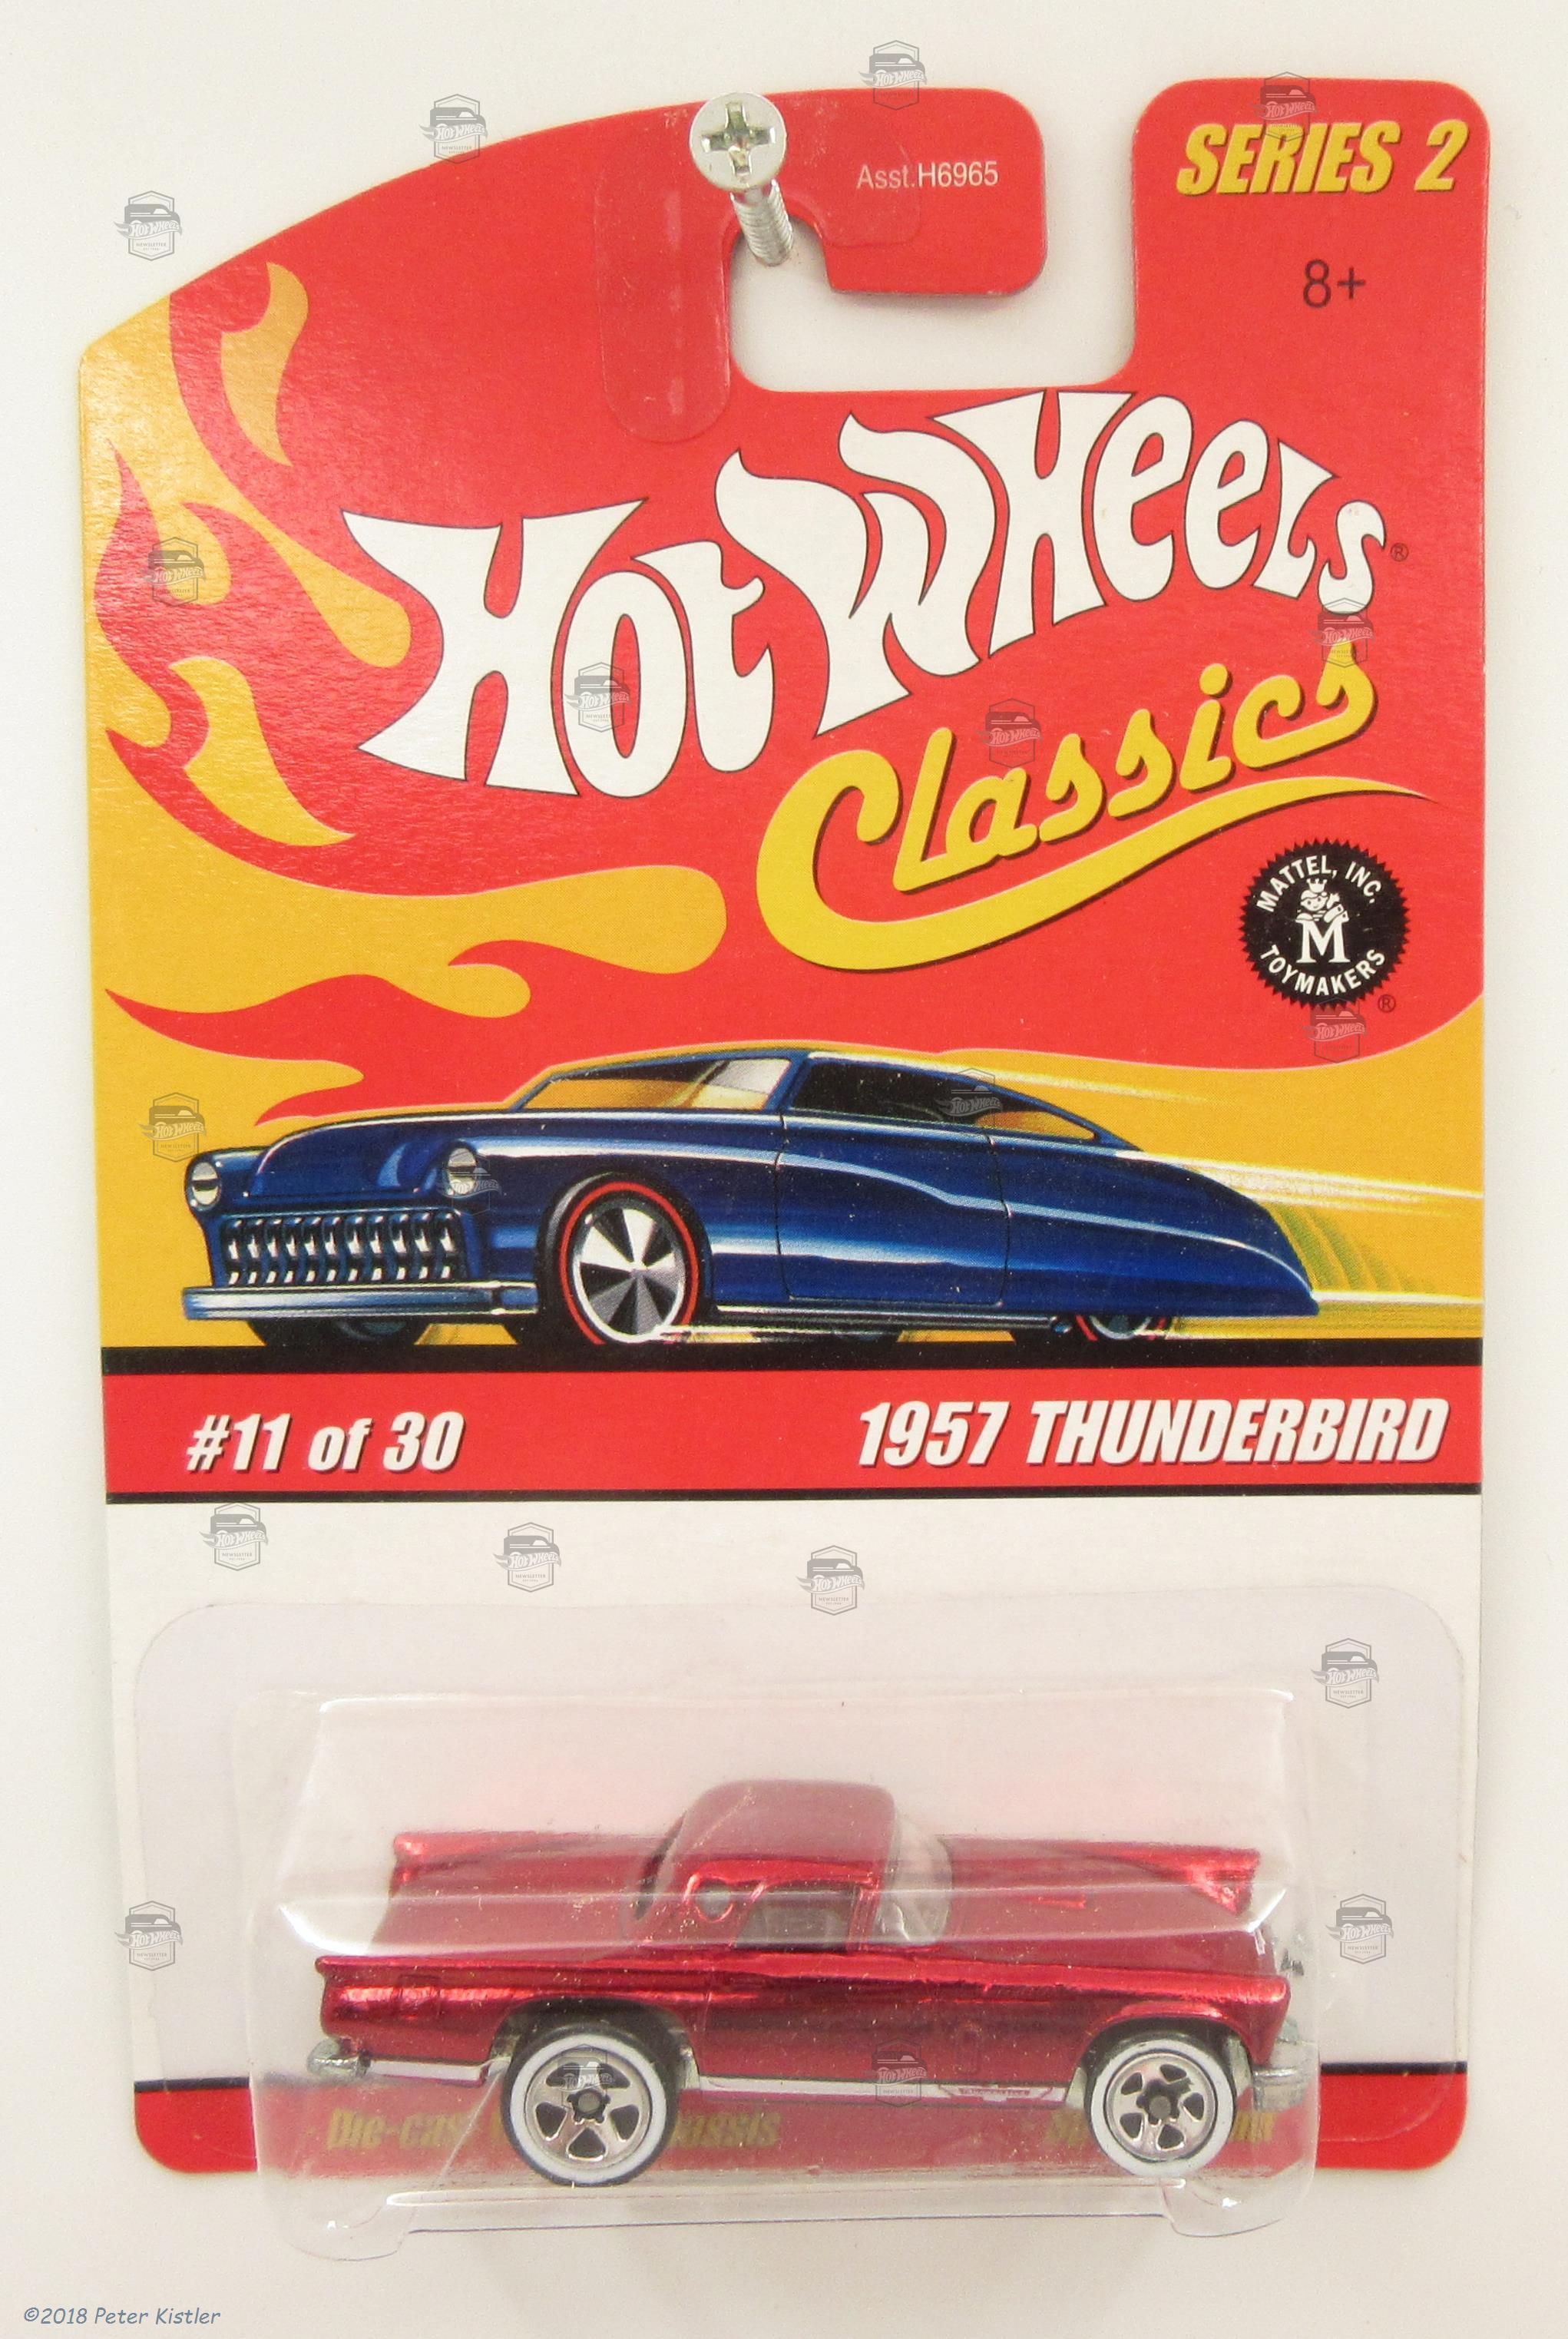 Asst.H6965
SERIES 2
8+
HOT WHEELS®
Classics
MATTEL, INC.
M
TOYMAKERS
®
#11 of 30
1957 THUNDERBIRD
©2018 Peter Kistler